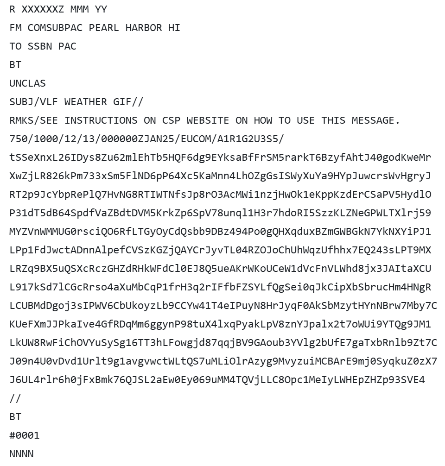 R XXXXXXZ MMM YY
FM COMSUBPAC PEARL HARBOR HI
TO SSBN PAC
BT
UNCLAS
SUBJ/VLF WEATHER GIF//
RMKS/SEE INSTRUCTIONS ON CSP WEBSITE ON HOW TO USE THIS MESSAGE.
750/1000/12/13/000000ZJAN25/EUCOM/A1R1G2U3S5/
tSSeXnxL26IDys8Zu62mlEhTb5HQF6dg9EYksaBfFrSM5rarkT6BzyfAhtJ40godKweMr
XwZjLR826kPm733xSm5FlND6pP64Xc5KaMnn4LhOZgGsISWyXuYa9HYpJuwcrsWvHgryJ
RT2p9JcYbpRePlQ7HvNG8RTIWTNfsJp8rO3AcMWi1nzjHwOk1eKppKzdErCSaPV5HydlO
P31dT5dB64SpdfVaZBdtDVM5KrkZp6SpV78unql1H3r7hdoRI5SzzKLZNeGPWLTXlrj59
MYZVnWMMUG0rsciQO6RfLTGyOyCdQsbb9DBz494Po0gQHXqduxBZmGWBGkN7YkNXYiPJ1
LPp1FdJwctADnnAlpefCVSzKGZjQAYCrJyvTL04RZOJoChUhWqzUfhhx7EQ243sLPT9MX
LRZq9BX5uQSXcRczGHZdRHkWFdCl0EJ8Q5ueAKrWKoUCeW1dVcFnVLWhd8jx3JAItaXCU
L917kSd7lCGcRrso4aXuMbCqP1frH3q2rIFfbFZSYLfQgSei0qJkCipXbSbrucHm4HNgR
LCUBMdDgoj3sIPWV6CbUkoyzLb9CCYw41T4eIPuyN8HrJyqF0AkSbMzytHYnNBrw7Mby7C
KUeFXmJJPkaIve4GfRDqMm6ggynP98tuX4lxqPyakLpV8znYJpalx2t7oWUi9YTQg9JM1
LkUW8RwFiChOVYuSySg16TT3hLFowgjd87qqjBV9GAoub3YVlg2bUfE7gaTxbRnlb9Zt7C
J09n4U0vDvd1Urlt9g1avgvwctWLtQS7uMLiOlrAzyg9MvyzuiMCBArE9mj0SyqkuZ0zX7
J6UL4rlr6h0jFxBmk76QJSL2aEw0Ey069uMM4TQVjLLC8Opc1MeIyLWHEpZHZp93SVE4
//
BT
#0001
NNNN